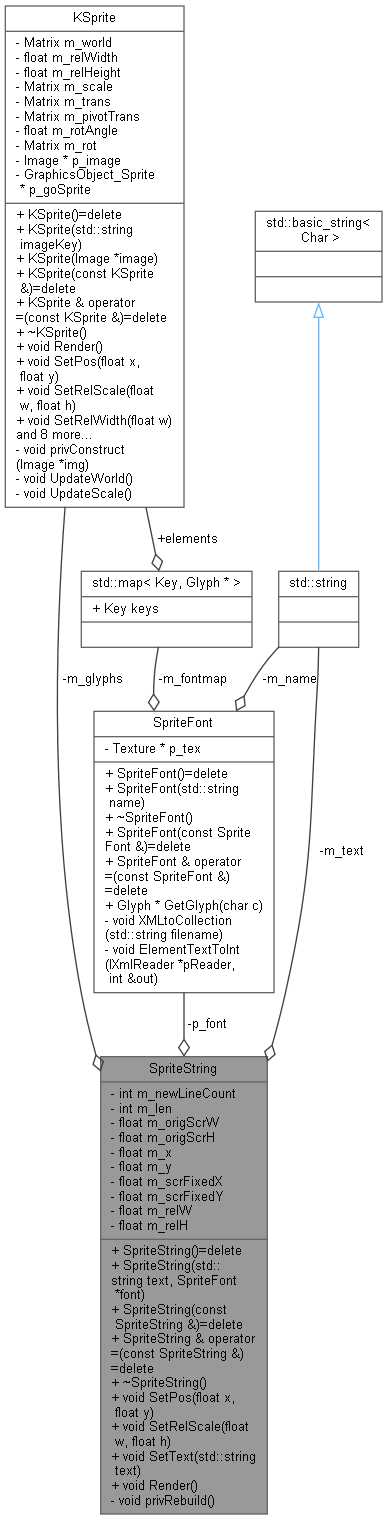 KSprite
- Matrix m_world
- float m_relWidth
- float m_relHeight
- Matrix m_scale
- Matrix m_trans
- Matrix m_pivotTrans
- float m_rotAngle
- Matrix m_rot
- Image * p_image
- GraphicsObject_Sprite
* p_goSprite
+ KSprite()=delete
+ KSprite(std::string
imageKey)
+ KSprite(Image *image)
+ KSprite(const KSprite
&)=delete
+ KSprite & operator
=(const KSprite &)=delete
+ ~KSprite()
+ void Render()
+ void SetPos(float x,
float y)
+ void SetRelScale(float
w, float h)
+ void SetRelWidth(float w)
and 8 more...
- void privConstruct
(Image *img)
- void UpdateWorld()
- void UpdateScale()
std::basic_string<
Char >
+elements
std::map< Key, Glyph * >
+ Key keys
std::string
-m_glyphs
-m_fontmap
-m_name
SpriteFont
- Texture * p_tex
+ SpriteFont()=delete
+ SpriteFont(std::string
name)
+ ~SpriteFont()
+ SpriteFont(const Sprite
Font &)=delete
+ SpriteFont & operator
=(const SpriteFont &)
=delete
+ Glyph * GetGlyph(char c)
- void XMLtoCollection
(std::string filename)
- void ElementTextToInt
(IXmlReader *pReader,
int &out)
-m_text
-p_font
SpriteString
- int m_newLineCount
- int m_len
- float m_origScrW
- float m_origScrH
- float m_x
- float m_y
- float m_scrFixedX
- float m_scrFixedY
- float m_relW
- float m_relH
+ SpriteString()=delete
+ SpriteString(std::
string text, SpriteFont
*font)
+ SpriteString(const
SpriteString &)=delete
+ SpriteString & operator
=(const SpriteString &)
=delete
+ ~SpriteString()
+ void SetPos(float x,
float y)
+ void SetRelScale(float
w, float h)
+ void SetText(std::string
text)
+ void Render()
- void privRebuild()